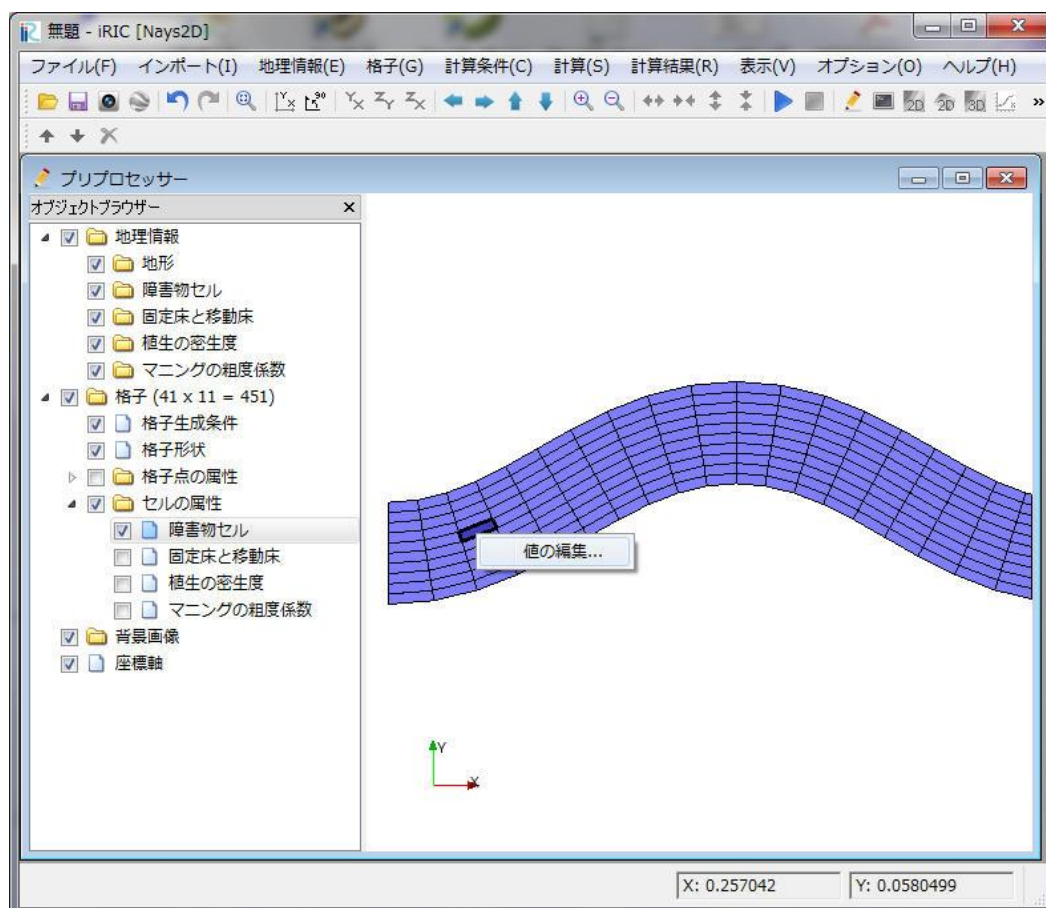 無題 - iRIC [Nays2D]
ファイル(F) インポート(I) 地理情報(E) 格子(G) 計算条件(C) 計算(S) 計算結果(R) 表示(V) オプション(O) ヘルプ(H)
プリプロセッサー
オブジェクトブラウザー
地理情報
地形
障害物セル
固定床と移動床
植生の密生度
マニングの粗度係数
格子 (41 x 11 = 451)
格子生成条件
格子形状
格子点の属性
セルの属性
障害物セル
固定床と移動床
植生の密生度
マニングの粗度係数
背景画像
座標軸
値の編集...
Y
X
X: 0.257042 Y: 0.0580499